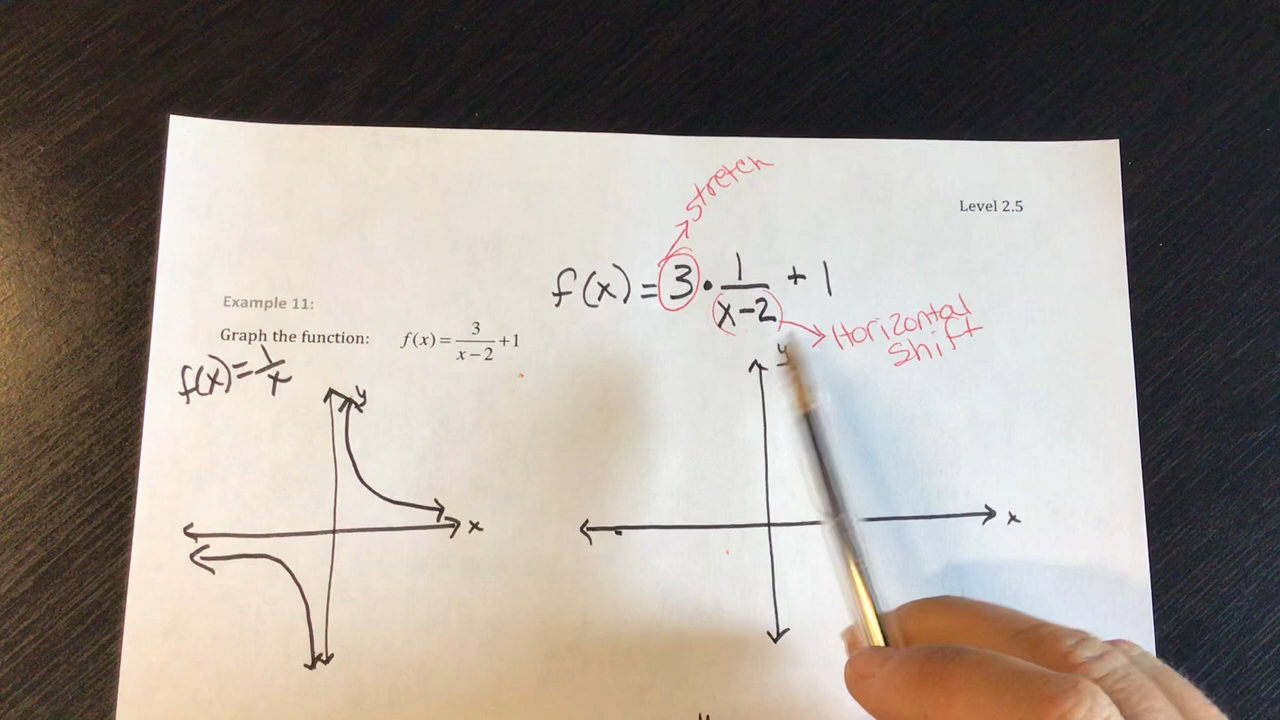 stretch
Level 2.5
f(x) = 3 · 1/(x-2) + 1
Horizontal
Shift
Example 11:
Graph the function: f(x) = 3/(x-2) + 1
f(x) = 1/x
y
y
x
x